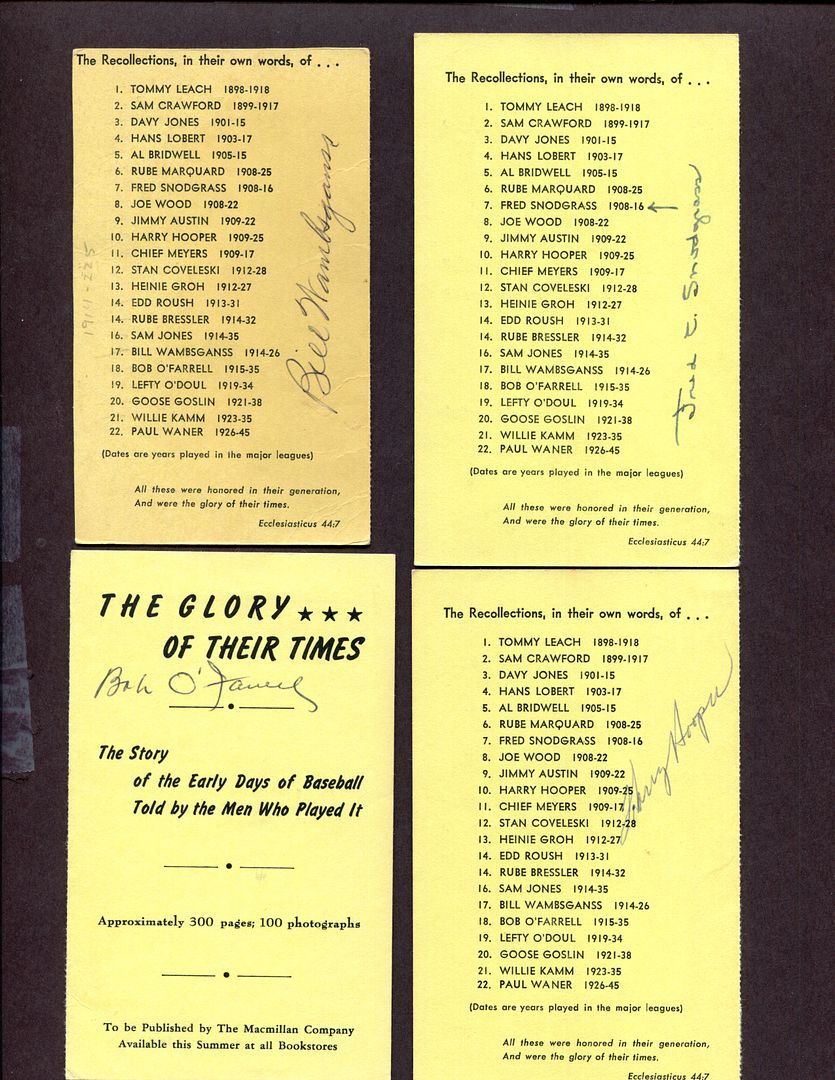 The Recollections, in their own words, of . . .
1. TOMMY LEACH 1898-1918
2. SAM CRAWFORD 1899-1917
3. DAVY JONES 1901-15
4. HANS LOBERT 1903-17
5. AL BRIDWELL 1905-15
6. RUBE MARQUARD 1908-25
7. FRED SNODGRASS 1908-16
8. JOE WOOD 1908-22
9. JIMMY AUSTIN 1909-22
10. HARRY HOOPER 1909-25
11. CHIEF MEYERS 1909-17
12. STAN COVELESKI 1912-28
13. HEINIE GROH 1912-27
14. EDD ROUSH 1913-31
14. RUBE BRESSLER 1914-32
16. SAM JONES 1914-35
17. BILL WAMBSGANSS 1914-26
18. BOB O'FARRELL 1915-35
19. LEFTY O'DOUL 1919-34
20. GOOSE GOSLIN 1921-38
21. WILLIE KAMM 1923-35
22. PAUL WANER 1926-45
(Dates are years played in the major leagues)
All these were honored in their generation,
And were the glory of their times.
Ecclesiasticus 44:7
Bill Wambsganss
The Recollections, in their own words, of . . .
1. TOMMY LEACH 1898-1918
2. SAM CRAWFORD 1899-1917
3. DAVY JONES 1901-15
4. HANS LOBERT 1903-17
5. AL BRIDWELL 1905-15
6. RUBE MARQUARD 1908-25
7. FRED SNODGRASS 1908-16 ←
8. JOE WOOD 1908-22
9. JIMMY AUSTIN 1909-22
10. HARRY HOOPER 1909-25
11. CHIEF MEYERS 1909-17
12. STAN COVELESKI 1912-28
13. HEINIE GROH 1912-27
14. EDD ROUSH 1913-31
14. RUBE BRESSLER 1914-32
16. SAM JONES 1914-35
17. BILL WAMBSGANSS 1914-26
18. BOB O'FARRELL 1915-35
19. LEFTY O'DOUL 1919-34
20. GOOSE GOSLIN 1921-38
21. WILLIE KAMM 1923-35
22. PAUL WANER 1926-45
(Dates are years played in the major leagues)
All these were honored in their generation,
And were the glory of their times.
Ecclesiasticus 44:7
Fred C. Snodgrass
THE GLORY ★ ★ ★
OF THEIR TIMES
Bob O'Farrell
The Story
of the Early Days of Baseball
Told by the Men Who Played It
Approximately 300 pages; 100 photographs
To be Published by The Macmillan Company
Available this Summer at all Bookstores
The Recollections, in their own words, of . . .
1. TOMMY LEACH 1898-1918
2. SAM CRAWFORD 1899-1917
3. DAVY JONES 1901-15
4. HANS LOBERT 1903-17
5. AL BRIDWELL 1905-15
6. RUBE MARQUARD 1908-25
7. FRED SNODGRASS 1908-16
8. JOE WOOD 1908-22
9. JIMMY AUSTIN 1909-22
10. HARRY HOOPER 1909-25
11. CHIEF MEYERS 1909-17
12. STAN COVELESKI 1912-28
13. HEINIE GROH 1912-27
14. EDD ROUSH 1913-31
14. RUBE BRESSLER 1914-32
16. SAM JONES 1914-35
17. BILL WAMBSGANSS 1914-26
18. BOB O'FARRELL 1915-35
19. LEFTY O'DOUL 1919-34
20. GOOSE GOSLIN 1921-38
21. WILLIE KAMM 1923-35
22. PAUL WANER 1926-45
(Dates are years played in the major leagues)
All these were honored in their generation,
And were the glory of their times.
Ecclesiasticus 44:7
Harry Hooper